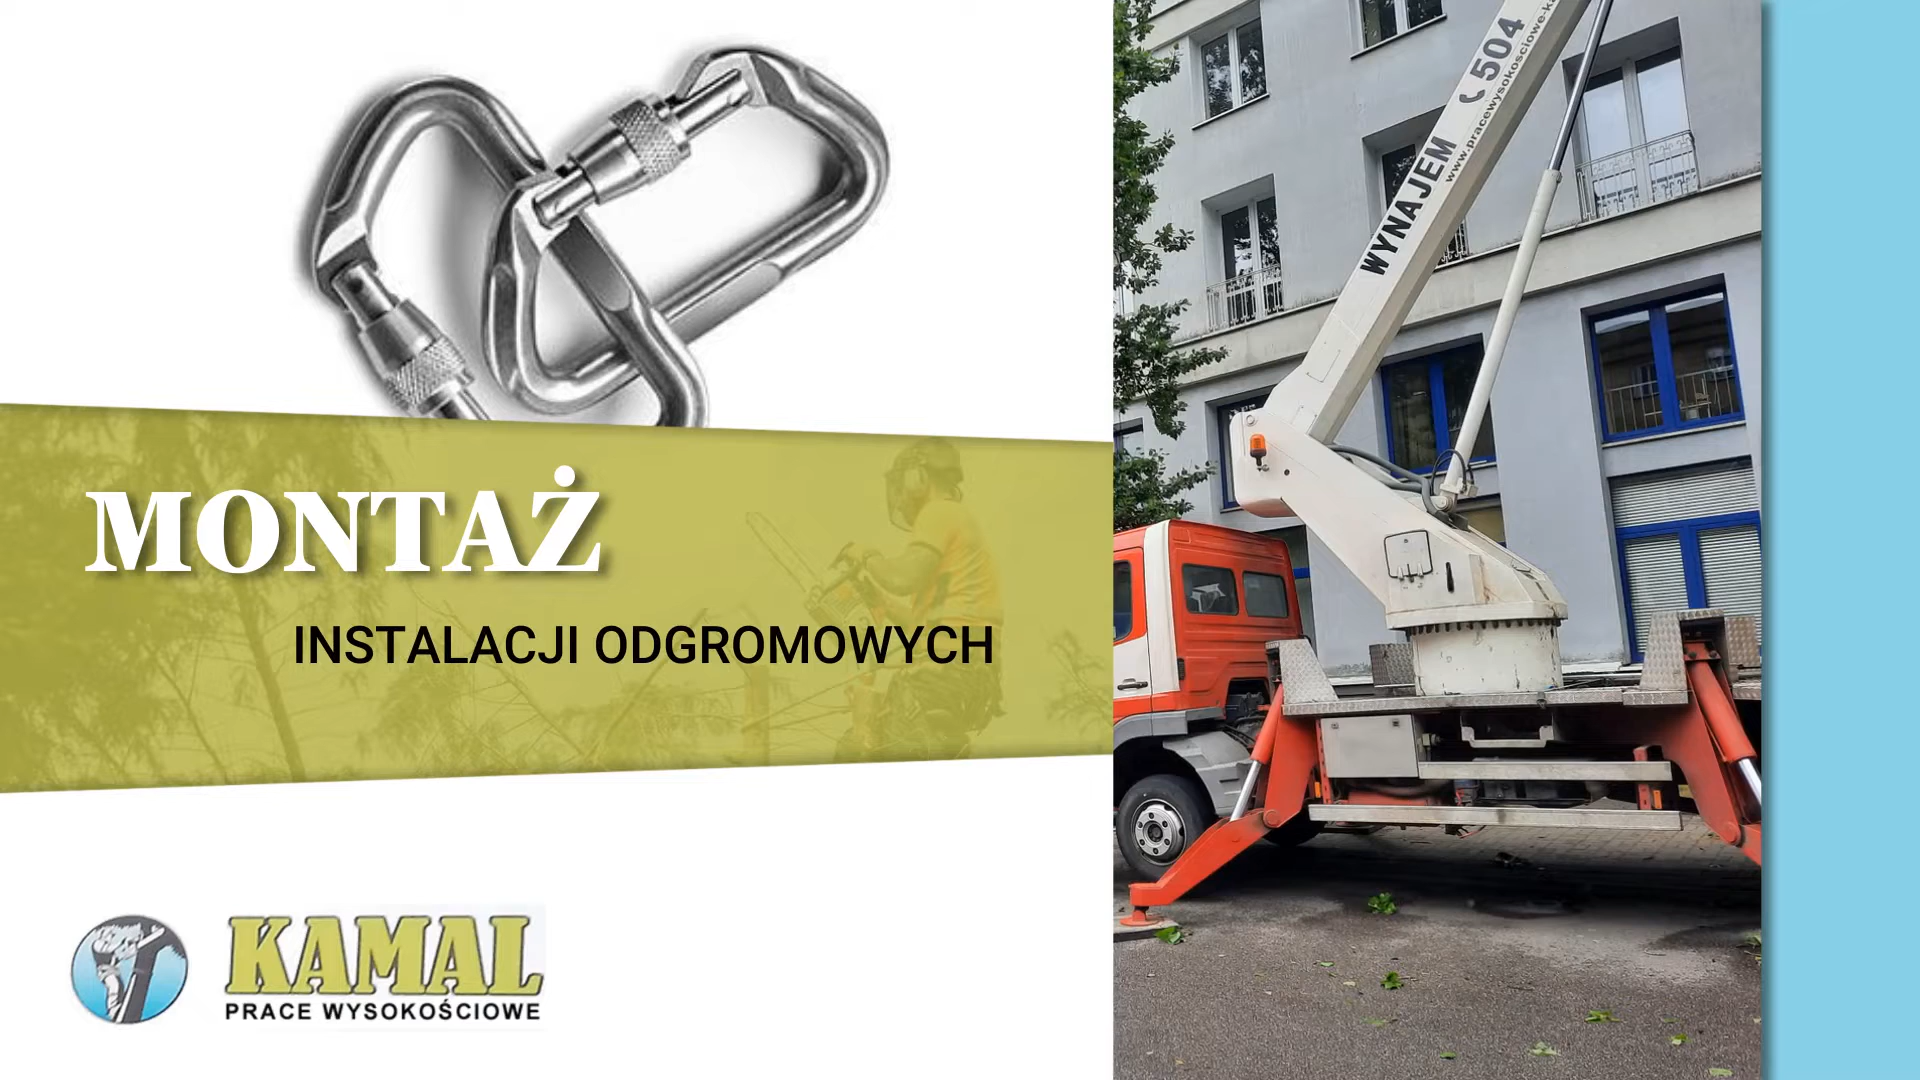 MONTAŻ
INSTALACJI ODGROMOWYCH
KAMAL
PRACE WYSOKOŚCIOWE
WYNAJEM 504